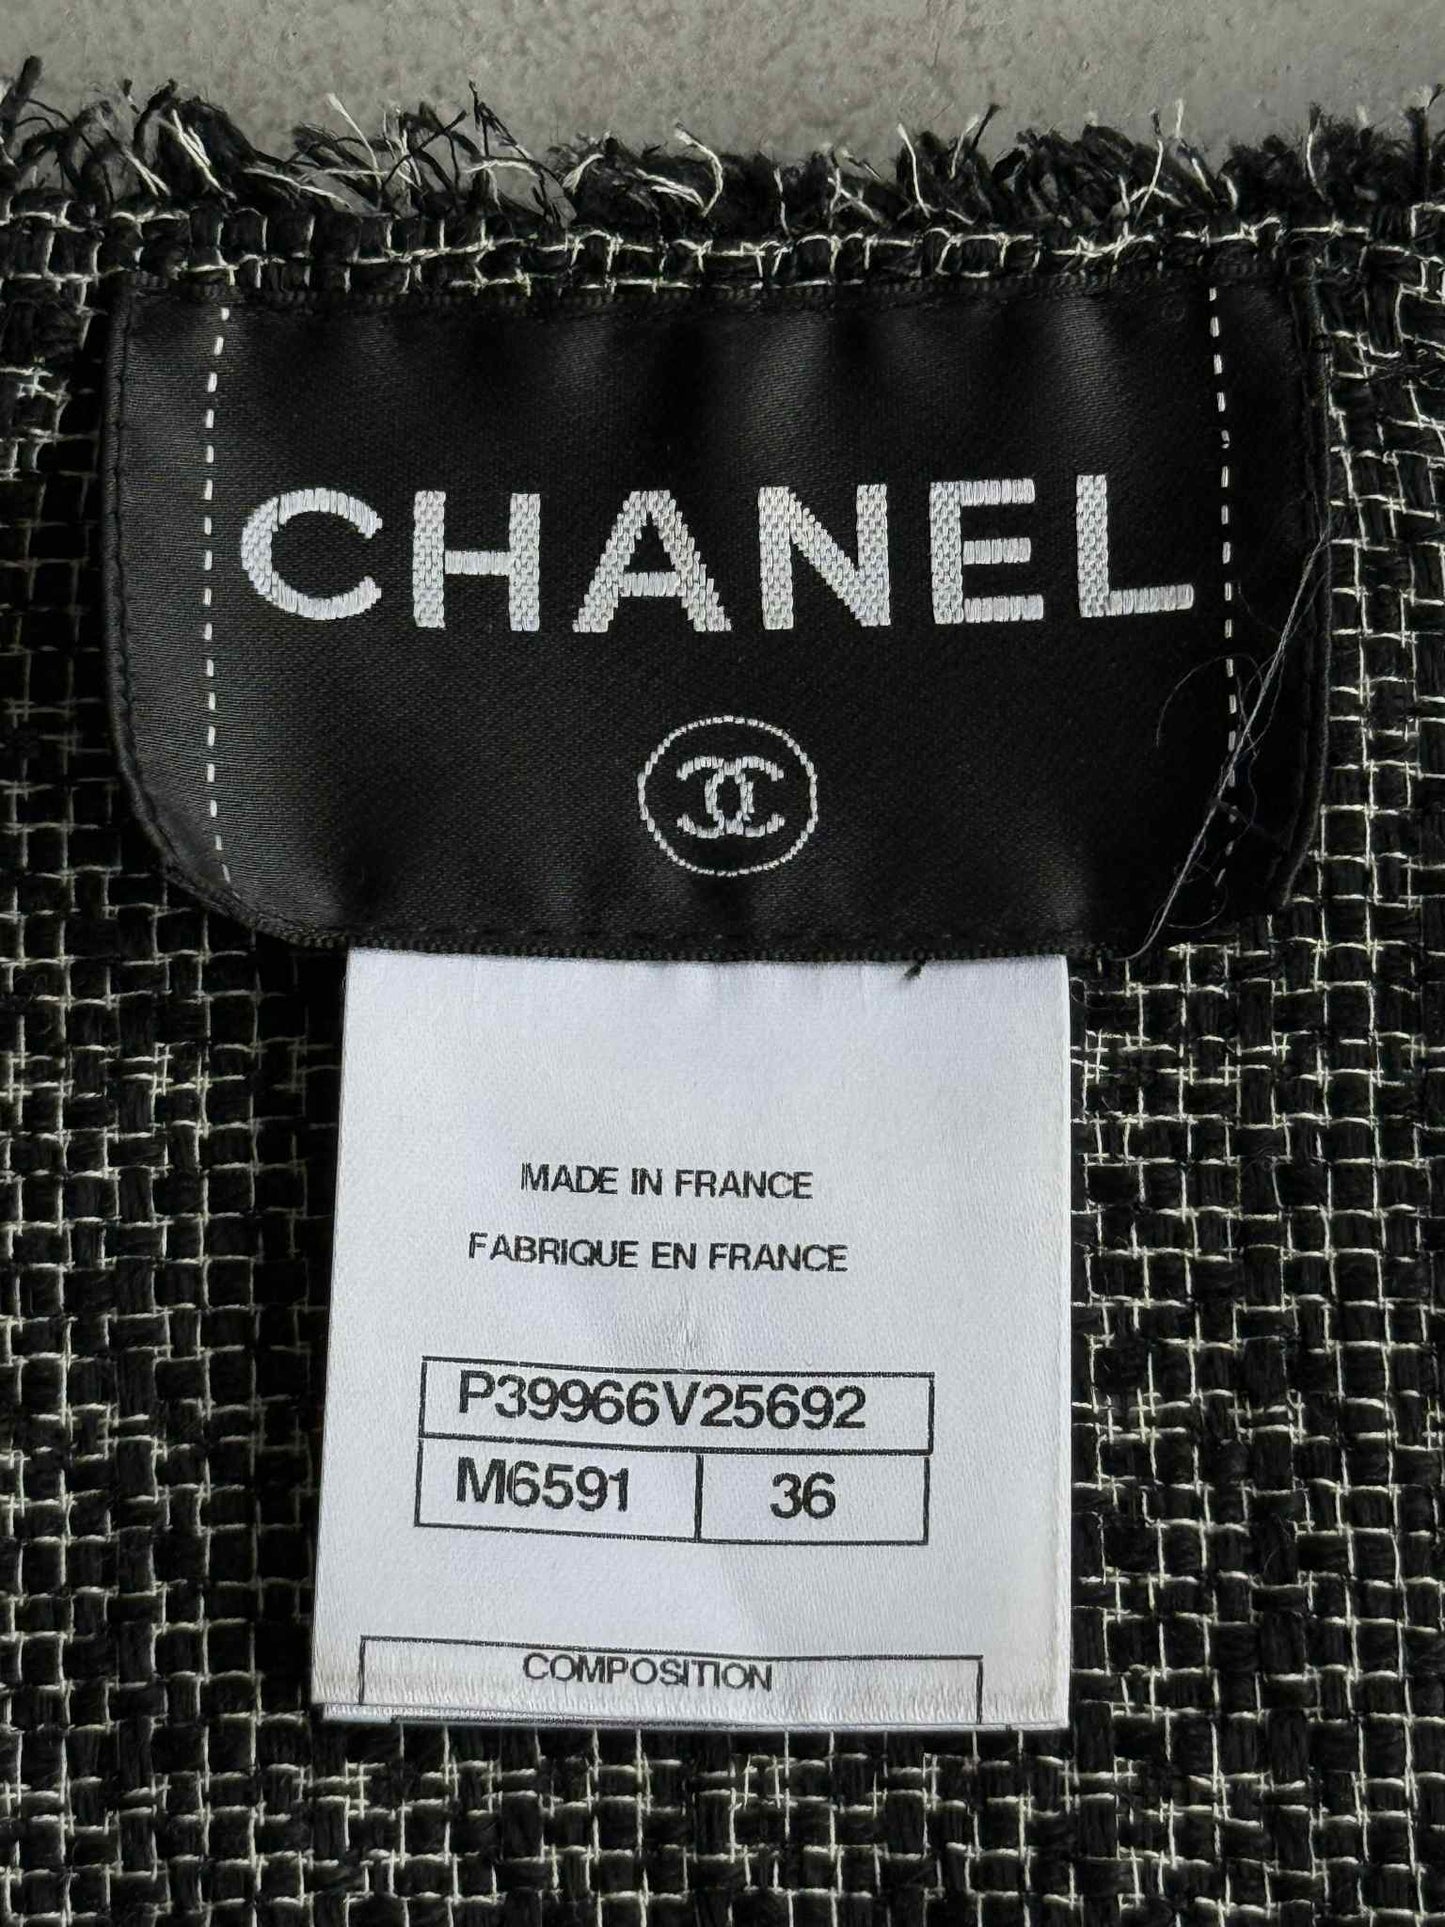 CHANEL
MADE IN FRANCE
FABRIQUE EN FRANCE
P39966V25692
M6591 36
COMPOSITION